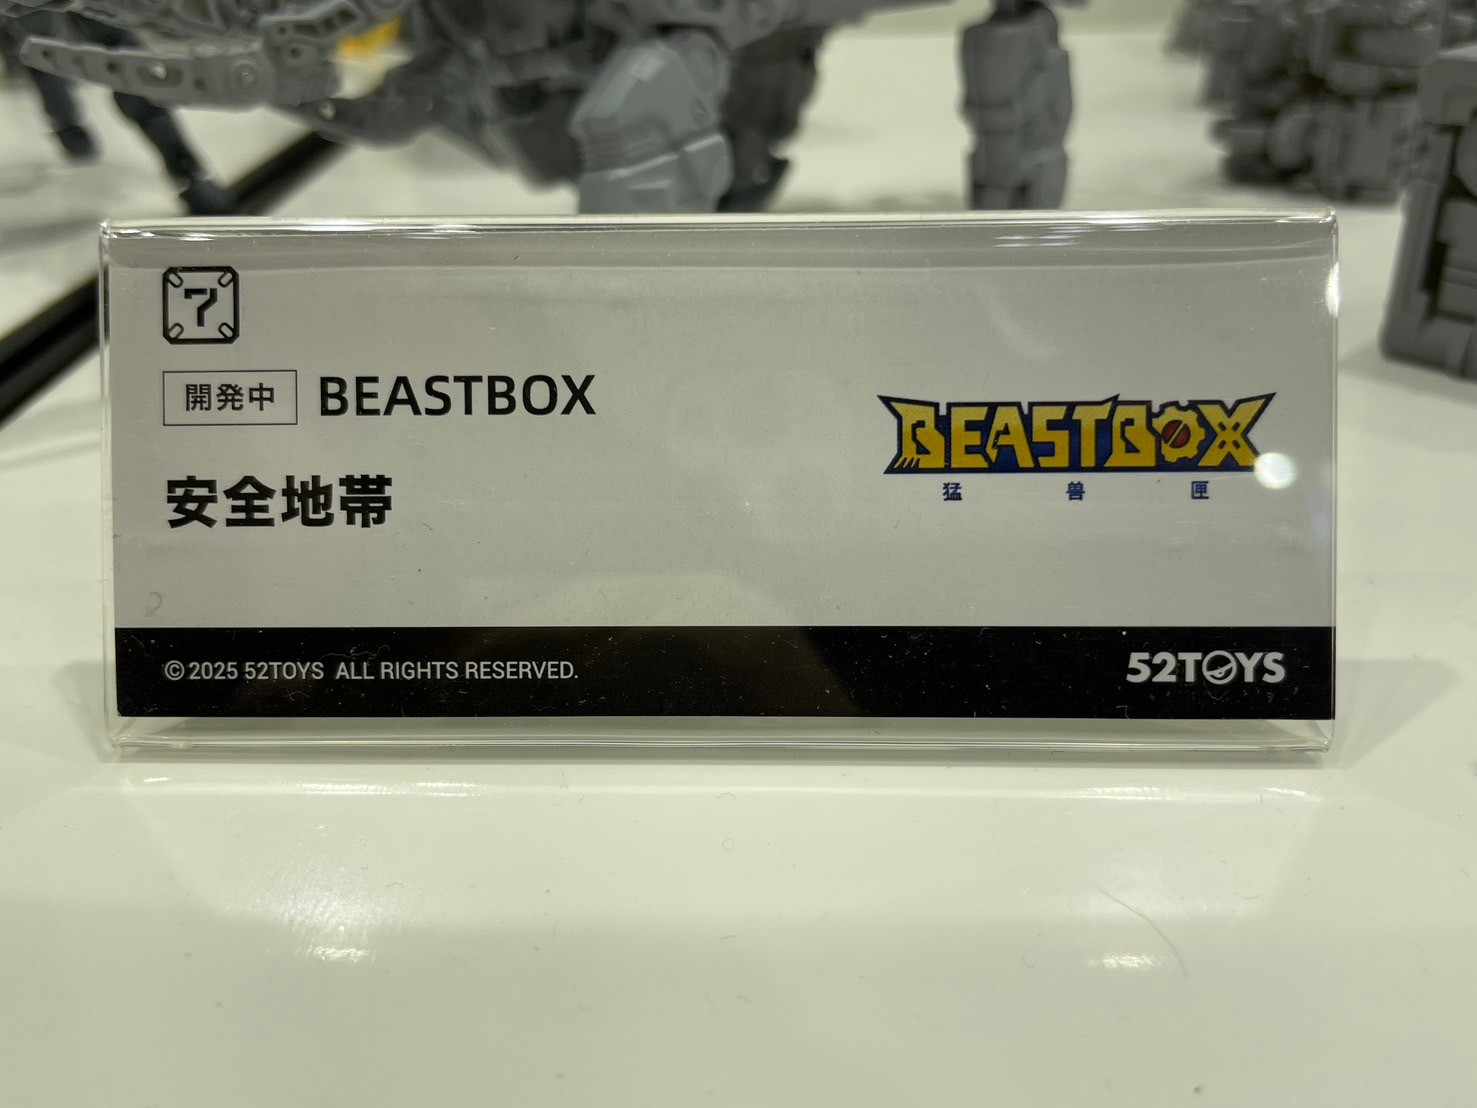 7
開発中 BEASTBOX
安全地帯
BEASTBOX
猛兽匣
© 2025 52TOYS ALL RIGHTS RESERVED.
52TOYS